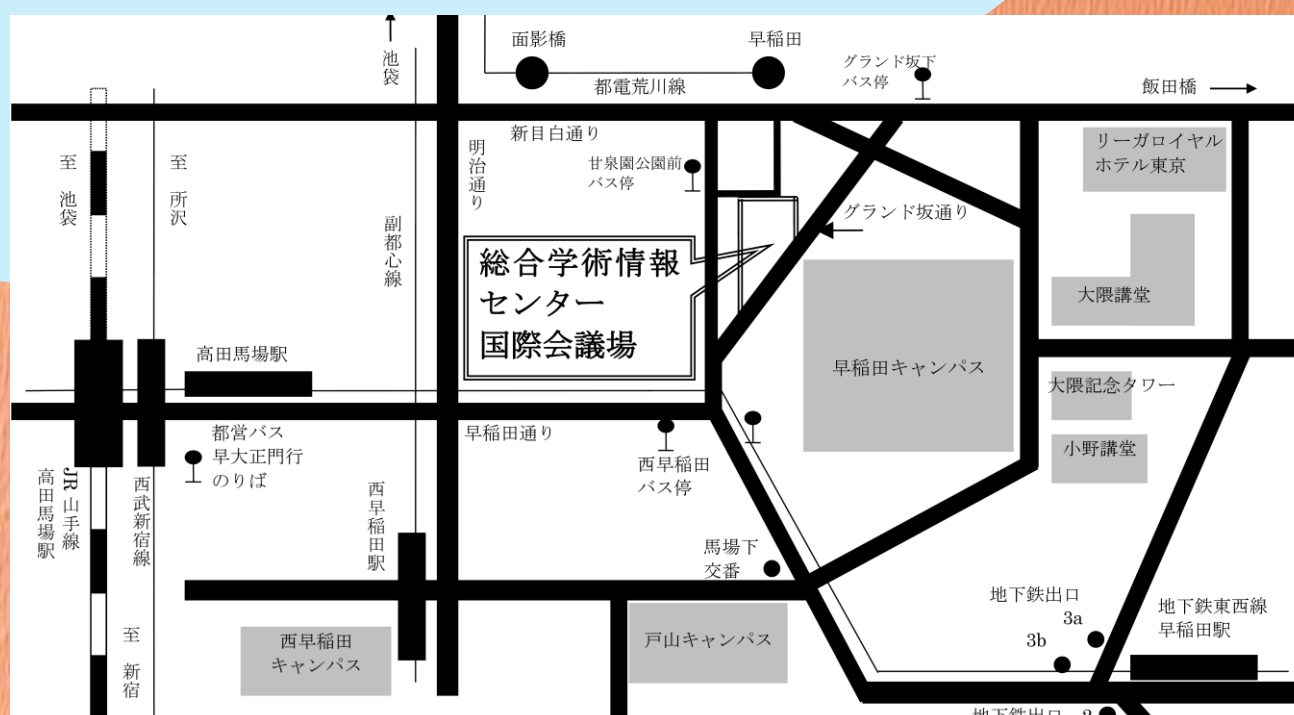 池袋
面影橋
早稲田
都電荒川線
グランド坂下
バス停
飯田橋
新目白通り
明治通り
甘泉園公園前
バス停
リーガロイヤル
ホテル東京
至 池袋
至 所沢
副都心線
グランド坂通り
総合学術情報
センター
国際会議場
大隈講堂
高田馬場駅
早稲田キャンパス
大隈記念タワー
早稲田通り
都営バス
早大正門行
のりば
西早稲田
バス停
小野講堂
JR山手線
高田馬場駅
西武新宿線
西早稲田駅
馬場下
交番
地下鉄出口
3a
3b
地下鉄東西線
早稲田駅
至 新宿
西早稲田
キャンパス
戸山キャンパス
地下鉄出口 2